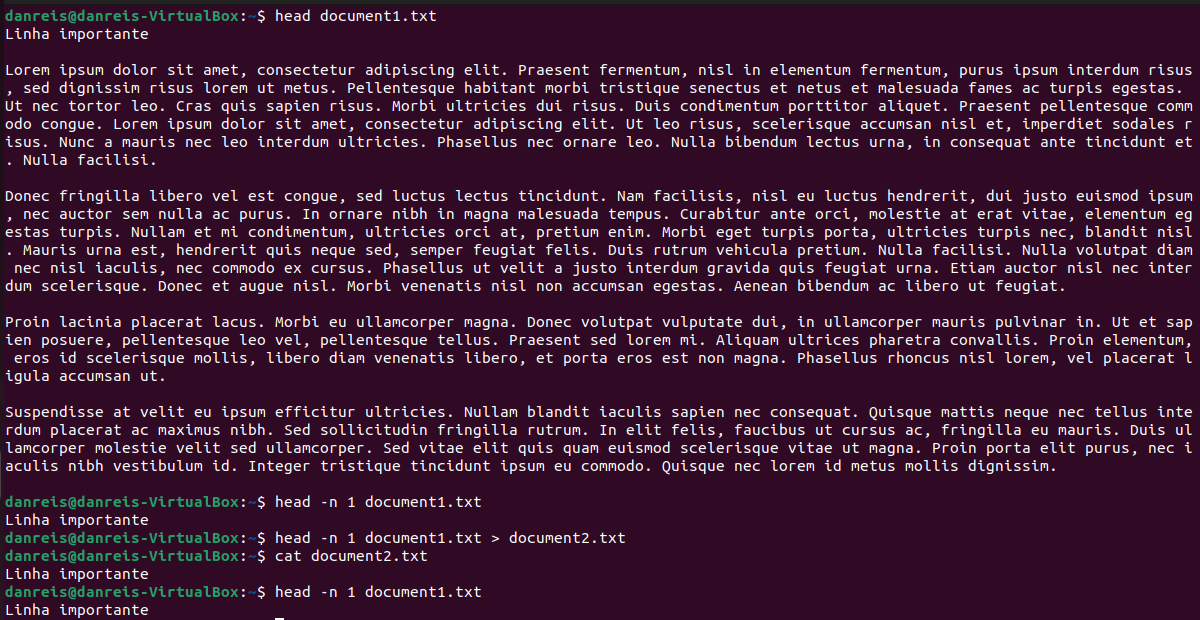 danreis@danreis-VirtualBox:~$ head document1.txt
Linha importante

Lorem ipsum dolor sit amet, consectetur adipiscing elit. Praesent fermentum, nisl in elementum fermentum, purus ipsum interdum risus
, sed dignissim risus lorem ut metus. Pellentesque habitant morbi tristique senectus et netus et malesuada fames ac turpis egestas.
Ut nec tortor leo. Cras quis sapien risus. Morbi ultricies dui risus. Duis condimentum porttitor aliquet. Praesent pellentesque comm
odo congue. Lorem ipsum dolor sit amet, consectetur adipiscing elit. Ut leo risus, scelerisque accumsan nisl et, imperdiet sodales r
isus. Nunc a mauris nec leo interdum ultricies. Phasellus nec ornare leo. Nulla bibendum lectus urna, in consequat ante tincidunt et
. Nulla facilisi.

Donec fringilla libero vel est congue, sed luctus lectus tincidunt. Nam facilisis, nisl eu luctus hendrerit, dui justo euismod ipsum
, nec auctor sem nulla ac purus. In ornare nibh in magna malesuada tempus. Curabitur ante orci, molestie at erat vitae, elementum eg
estas turpis. Nullam et mi condimentum, ultricies orci at, pretium enim. Morbi eget turpis porta, ultricies turpis nec, blandit nisl
. Mauris urna est, hendrerit quis neque sed, semper feugiat felis. Duis rutrum vehicula pretium. Nulla facilisi. Nulla volutpat diam
 nec nisl iaculis, nec commodo ex cursus. Phasellus ut velit a justo interdum gravida quis feugiat urna. Etiam auctor nisl nec inter
dum scelerisque. Donec et augue nisl. Morbi venenatis nisl non accumsan egestas. Aenean bibendum ac libero ut feugiat.

Proin lacinia placerat lacus. Morbi eu ullamcorper magna. Donec volutpat vulputate dui, in ullamcorper mauris pulvinar in. Ut et sap
ien posuere, pellentesque leo vel, pellentesque tellus. Praesent sed lorem mi. Aliquam ultrices pharetra convallis. Proin elementum,
 eros id scelerisque mollis, libero diam venenatis libero, et porta eros est non magna. Phasellus rhoncus nisl lorem, vel placerat l
igula accumsan ut.

Suspendisse at velit eu ipsum efficitur ultricies. Nullam blandit iaculis sapien nec consequat. Quisque mattis neque nec tellus inte
rdum placerat ac maximus nibh. Sed sollicitudin fringilla rutrum. In elit felis, faucibus ut cursus ac, fringilla eu mauris. Duis ul
lamcorper molestie velit sed ullamcorper. Sed vitae elit quis quam euismod scelerisque vitae ut magna. Proin porta elit purus, nec i
aculis nibh vestibulum id. Integer tristique tincidunt ipsum eu commodo. Quisque nec lorem id metus mollis dignissim.

danreis@danreis-VirtualBox:~$ head -n 1 document1.txt
Linha importante
danreis@danreis-VirtualBox:~$ head -n 1 document1.txt > document2.txt
danreis@danreis-VirtualBox:~$ cat document2.txt
Linha importante
danreis@danreis-VirtualBox:~$ head -n 1 document1.txt
Linha importante